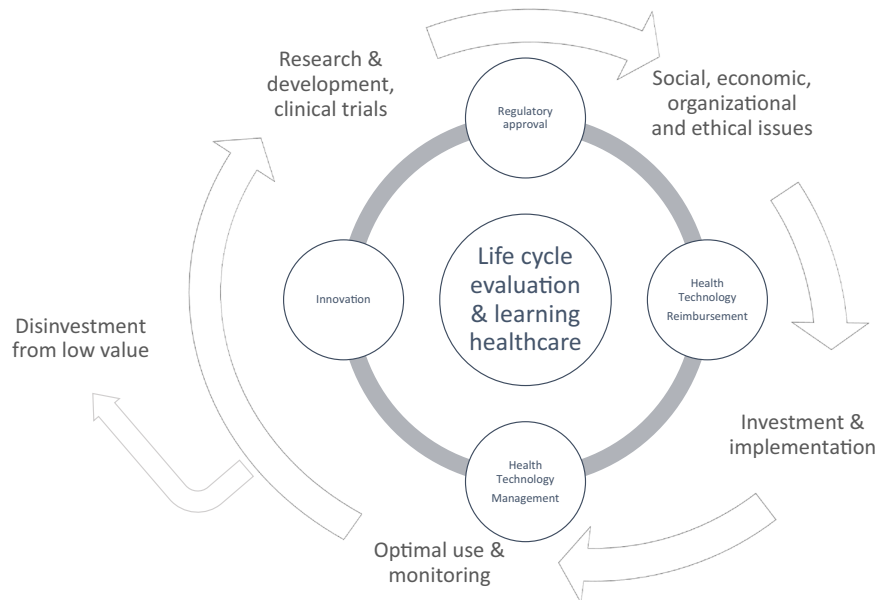 Research &
development,
clinical trials
Regulatory
approval
Social, economic,
organizational
and ethical issues
Life cycle
evaluation
& learning
healthcare
Innovation
Health
Technology
Reimbursement
Disinvestment
from low value
Investment &
implementation
Health
Technology
Management
Optimal use &
monitoring